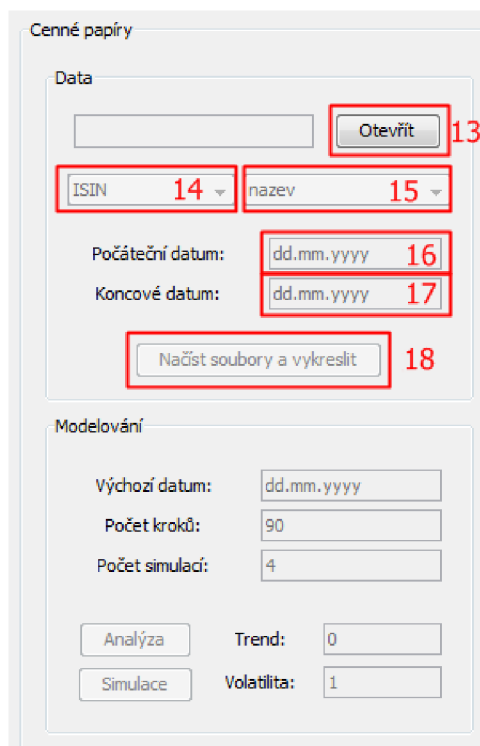 Cenné papíry
Data
Otevřít 13
ISIN 14 nazev 15
Počáteční datum: dd.mm.yyyy 16
Koncové datum: dd.mm.yyyy 17
Načíst soubory a vykreslit 18
Modelování
Výchozí datum: dd.mm.yyyy
Počet kroků: 90
Počet simulací: 4
Analýza Trend: 0
Simulace Volatilita: 1